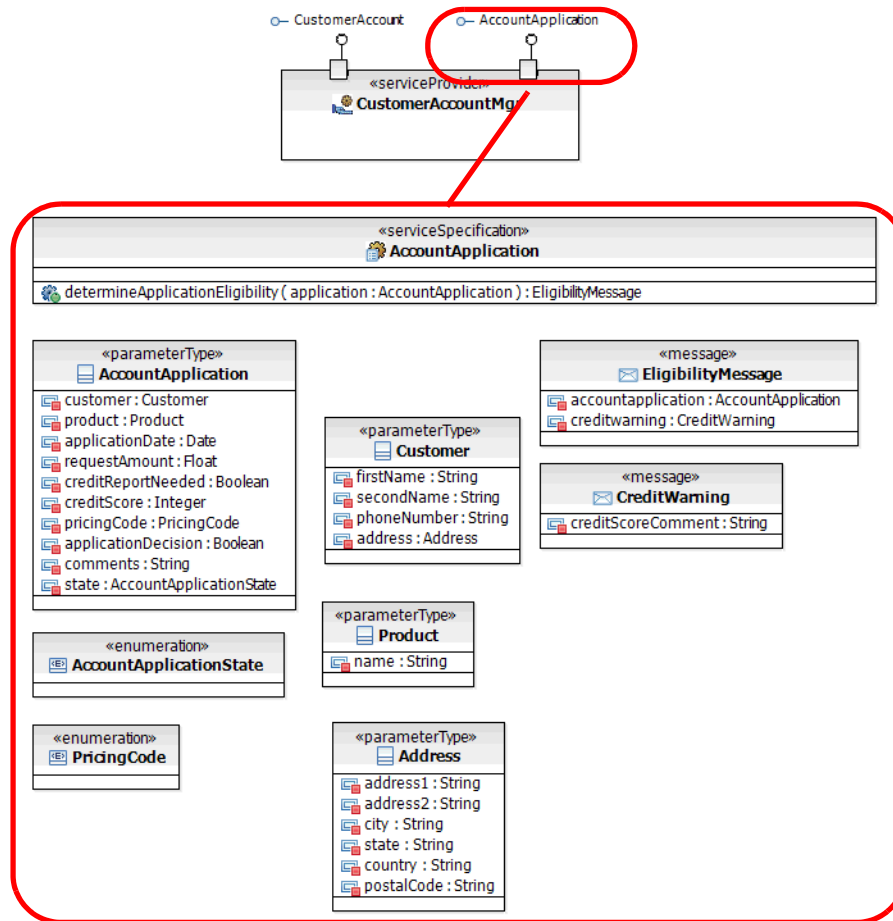 CustomerAccount
AccountApplication
«serviceProvider»
CustomerAccountMgr
«serviceSpecification»
AccountApplication
determineApplicationEligibility ( application : AccountApplication ) : EligibilityMessage
«parameterType»
AccountApplication
customer : Customer
product : Product
applicationDate : Date
requestAmount : Float
creditReportNeeded : Boolean
creditScore : Integer
pricingCode : PricingCode
applicationDecision : Boolean
comments : String
state : AccountApplicationState
«parameterType»
Customer
firstName : String
secondName : String
phoneNumber : String
address : Address
«message»
EligibilityMessage
accountapplication : AccountApplication
creditwarning : CreditWarning
«message»
CreditWarning
creditScoreComment : String
«enumeration»
AccountApplicationState
«parameterType»
Product
name : String
«enumeration»
PricingCode
«parameterType»
Address
address1 : String
address2 : String
city : String
state : String
country : String
postalCode : String